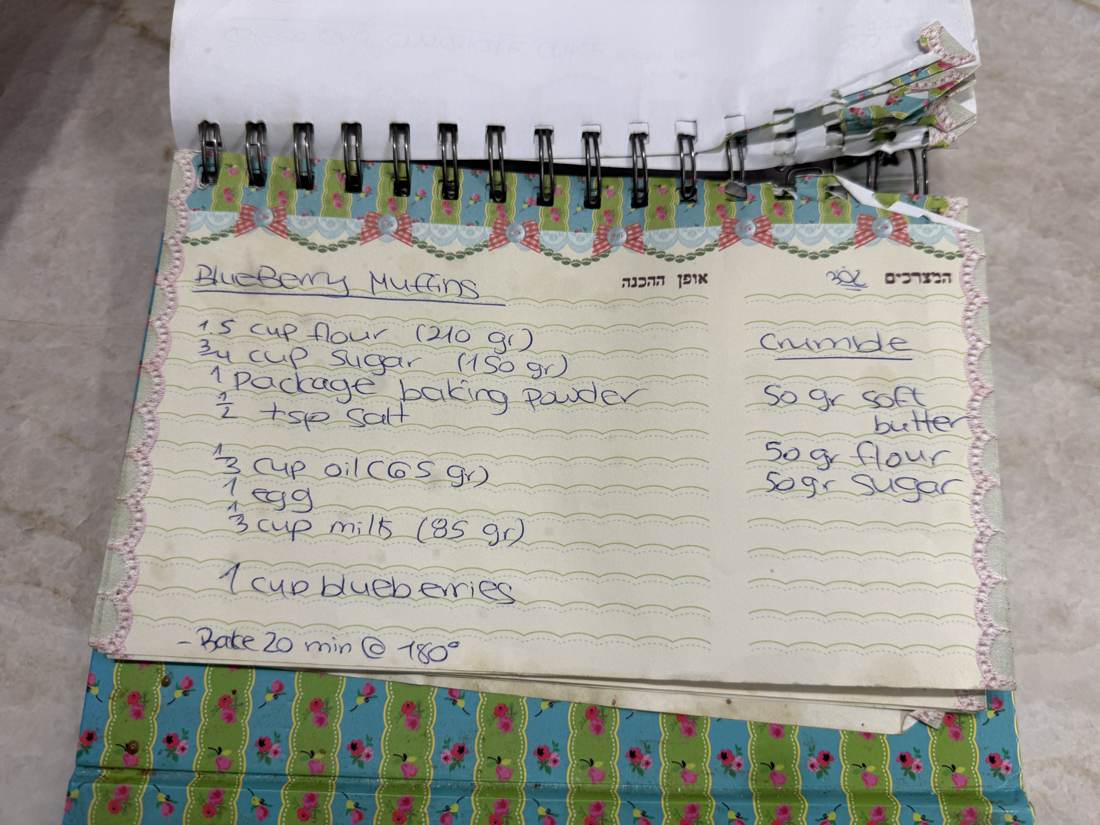 BlueBerry Muffins
אופן ההכנה
המצרכים
1.5 cup flour (210 gr)
3/4 cup sugar (150 gr)
1 package baking powder
1/2 tsp salt
1/3 cup oil (65 gr)
1 egg
1/3 cup milk (85 gr)
1 cup blueberries
- Bake 20 min @ 180°
Crumble
50 gr soft
butter
50 gr flour
50 gr sugar